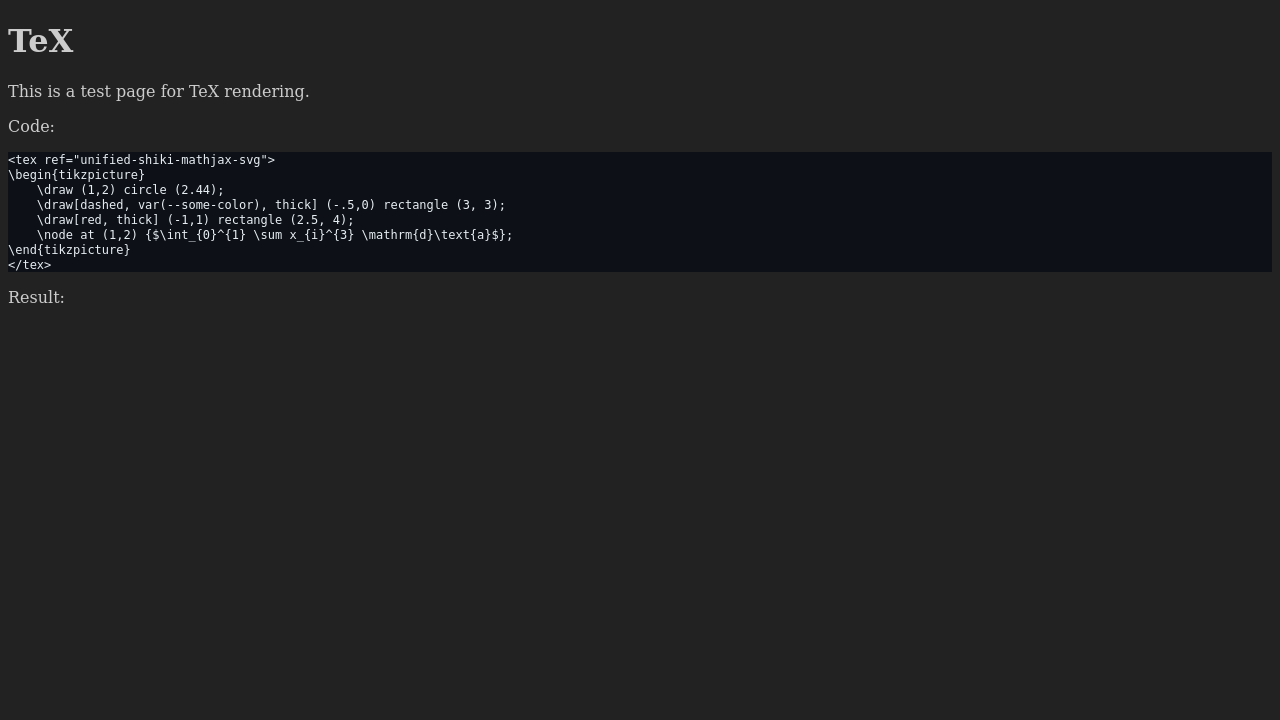 TeX
This is a test page for TeX rendering.
Code:
<tex ref="unified-shiki-mathjax-svg">
\begin{tikzpicture}
    \draw (1,2) circle (2.44);
    \draw[dashed, var(--some-color), thick] (-.5,0) rectangle (3, 3);
    \draw[red, thick] (-1,1) rectangle (2.5, 4);
    \node at (1,2) {$\int_{0}^{1} \sum x_{i}^{3} \mathrm{d}\text{a}$};
\end{tikzpicture}
</tex>
Result: